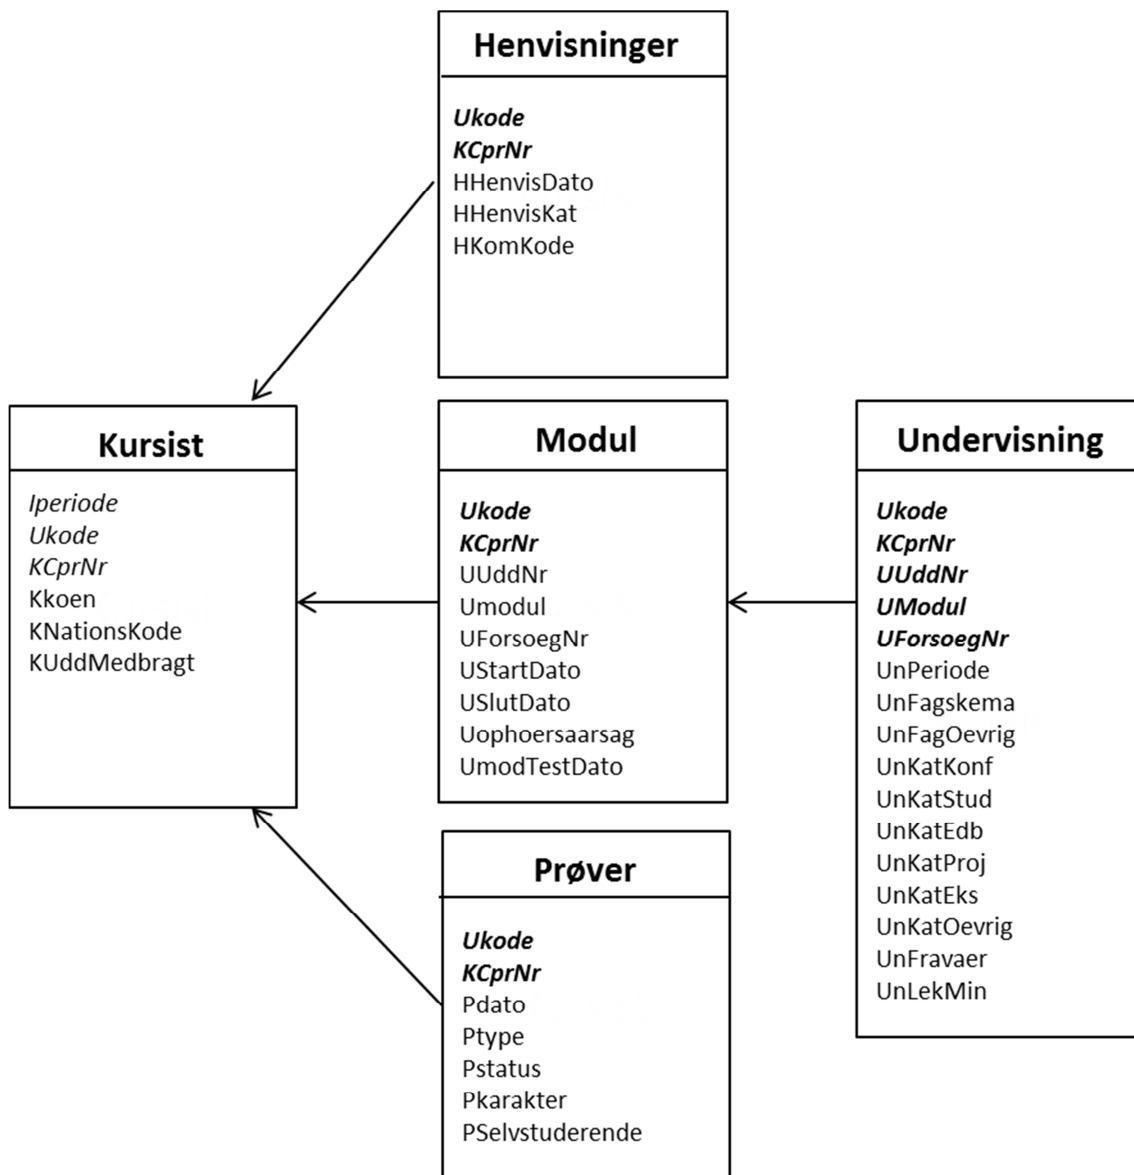 Henvisninger
Ukode
KCprNr
HHenvisDato
HHenvisKat
HKomKode
Kursist
Iperiode
Ukode
KCprNr
Kkoen
KNationsKode
KUddMedbragt
Modul
Ukode
KCprNr
UUddNr
Umodul
UForsoegNr
UStartDato
USlutDato
Uophoersaarsag
UmodTestDato
Undervisning
Ukode
KCprNr
UUddNr
UModul
UForsoegNr
UnPeriode
UnFagskema
UnFagOevrig
UnKatKonf
UnKatStud
UnKatEdb
UnKatProj
UnKatEks
UnKatOevrig
UnFravaer
UnLekMin
Prøver
Ukode
KCprNr
Pdato
Ptype
Pstatus
Pkarakter
PSelvstuderende